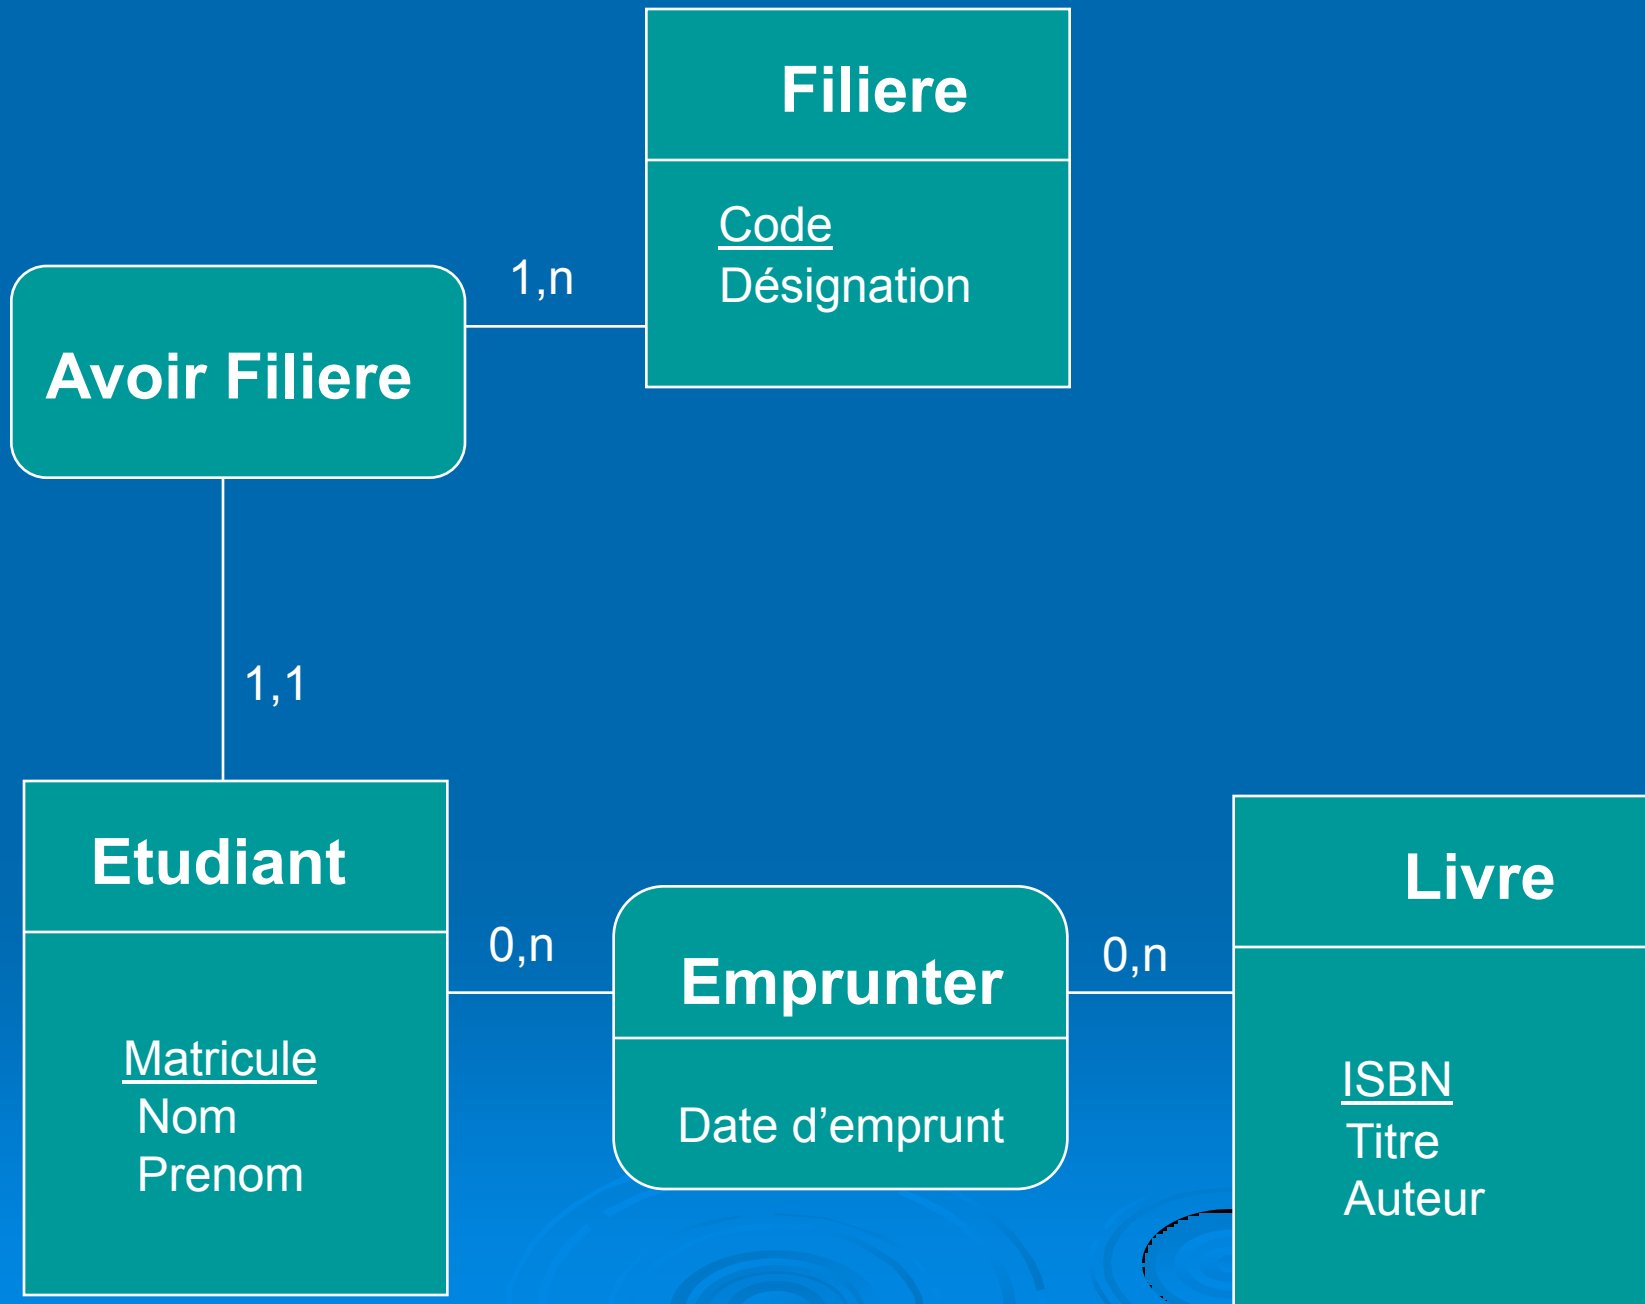 Filiere
Code
Désignation
1,n
Avoir Filiere
1,1
Etudiant
Matricule
Nom
Prenom
0,n
Emprunter
Date d’emprunt
0,n
Livre
ISBN
Titre
Auteur